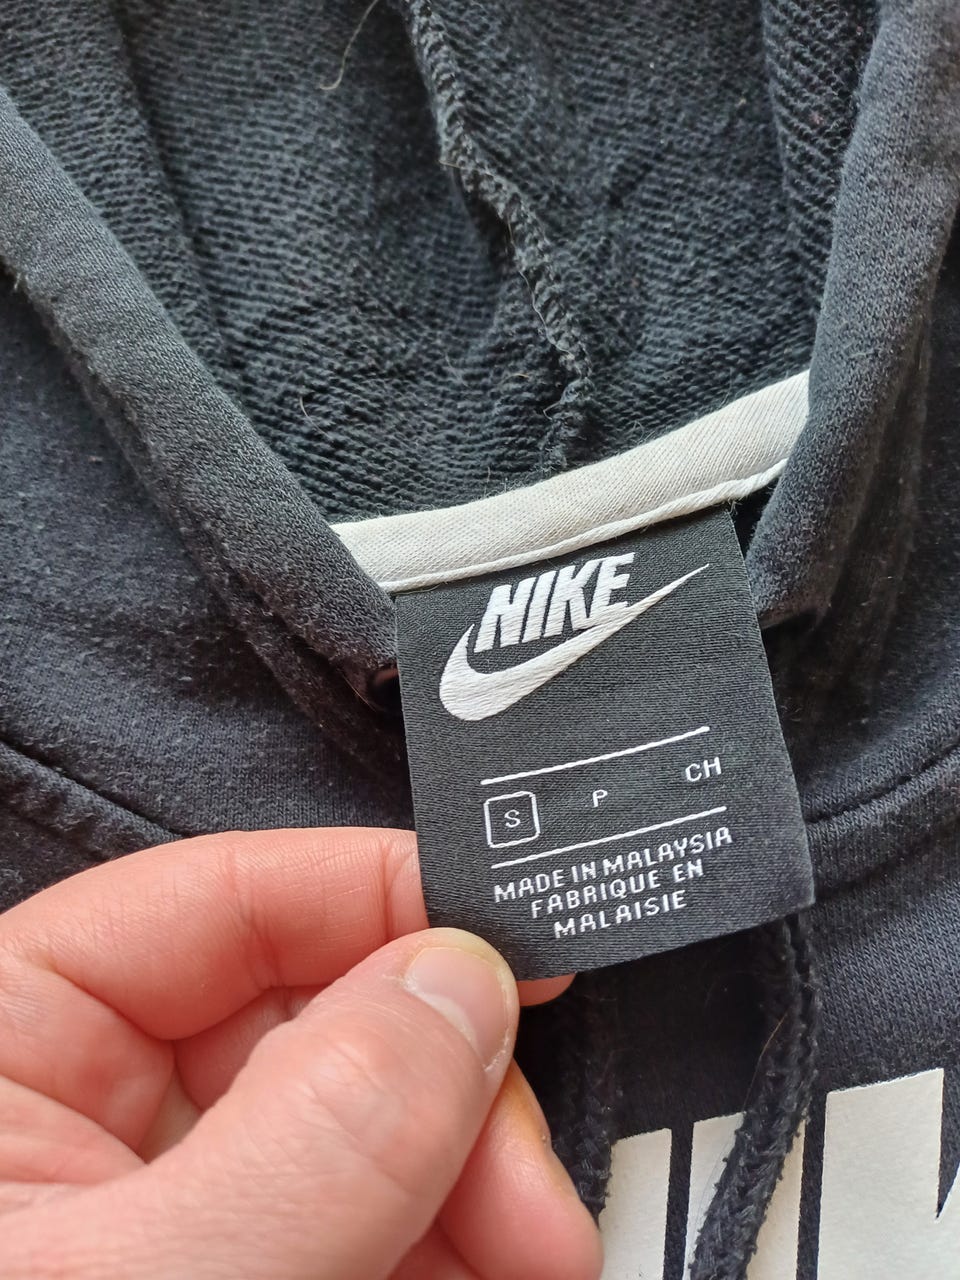 NIKE
S P CH
MADE IN MALAYSIA
FABRIQUE EN
MALAISIE